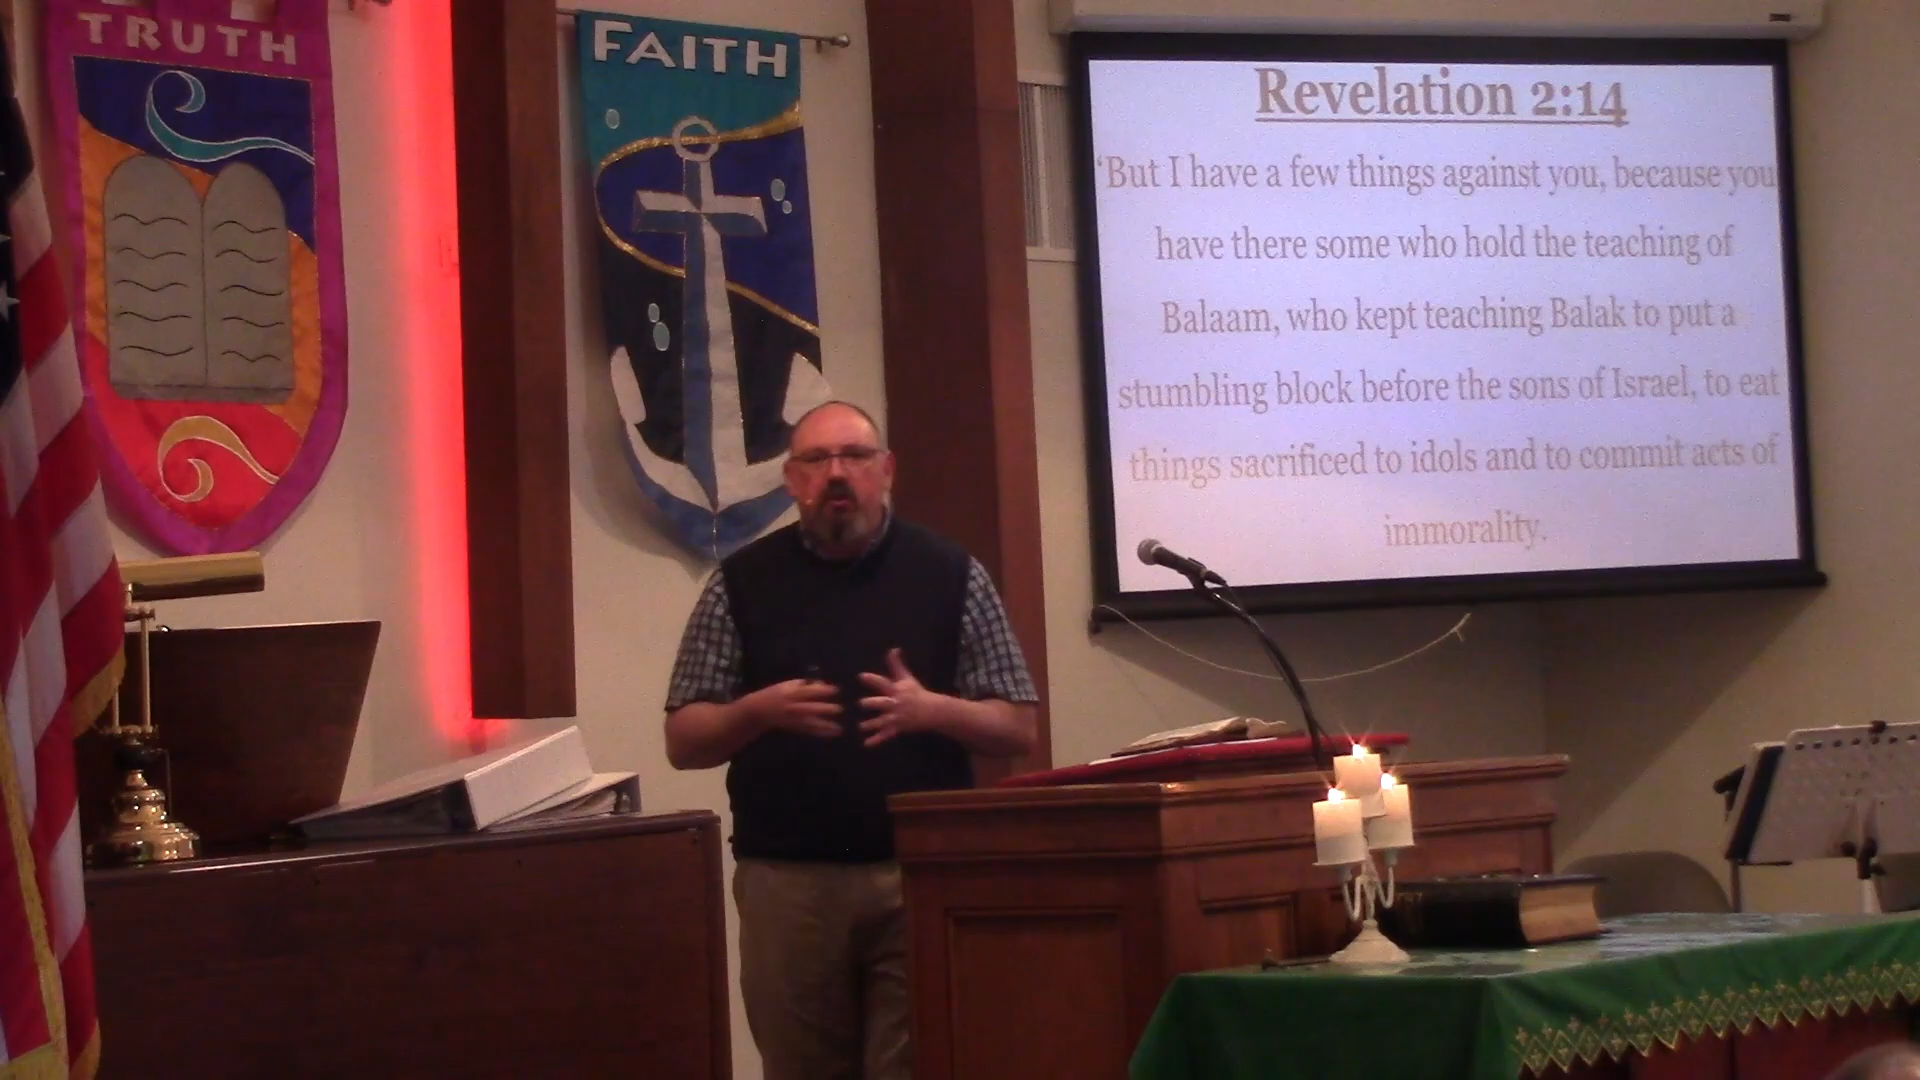 TRUTH
FAITH
Revelation 2:14
‘But I have a few things against you, because you
have there some who hold the teaching of
Balaam, who kept teaching Balak to put a
stumbling block before the sons of Israel, to eat
things sacrificed to idols and to commit acts of
immorality.